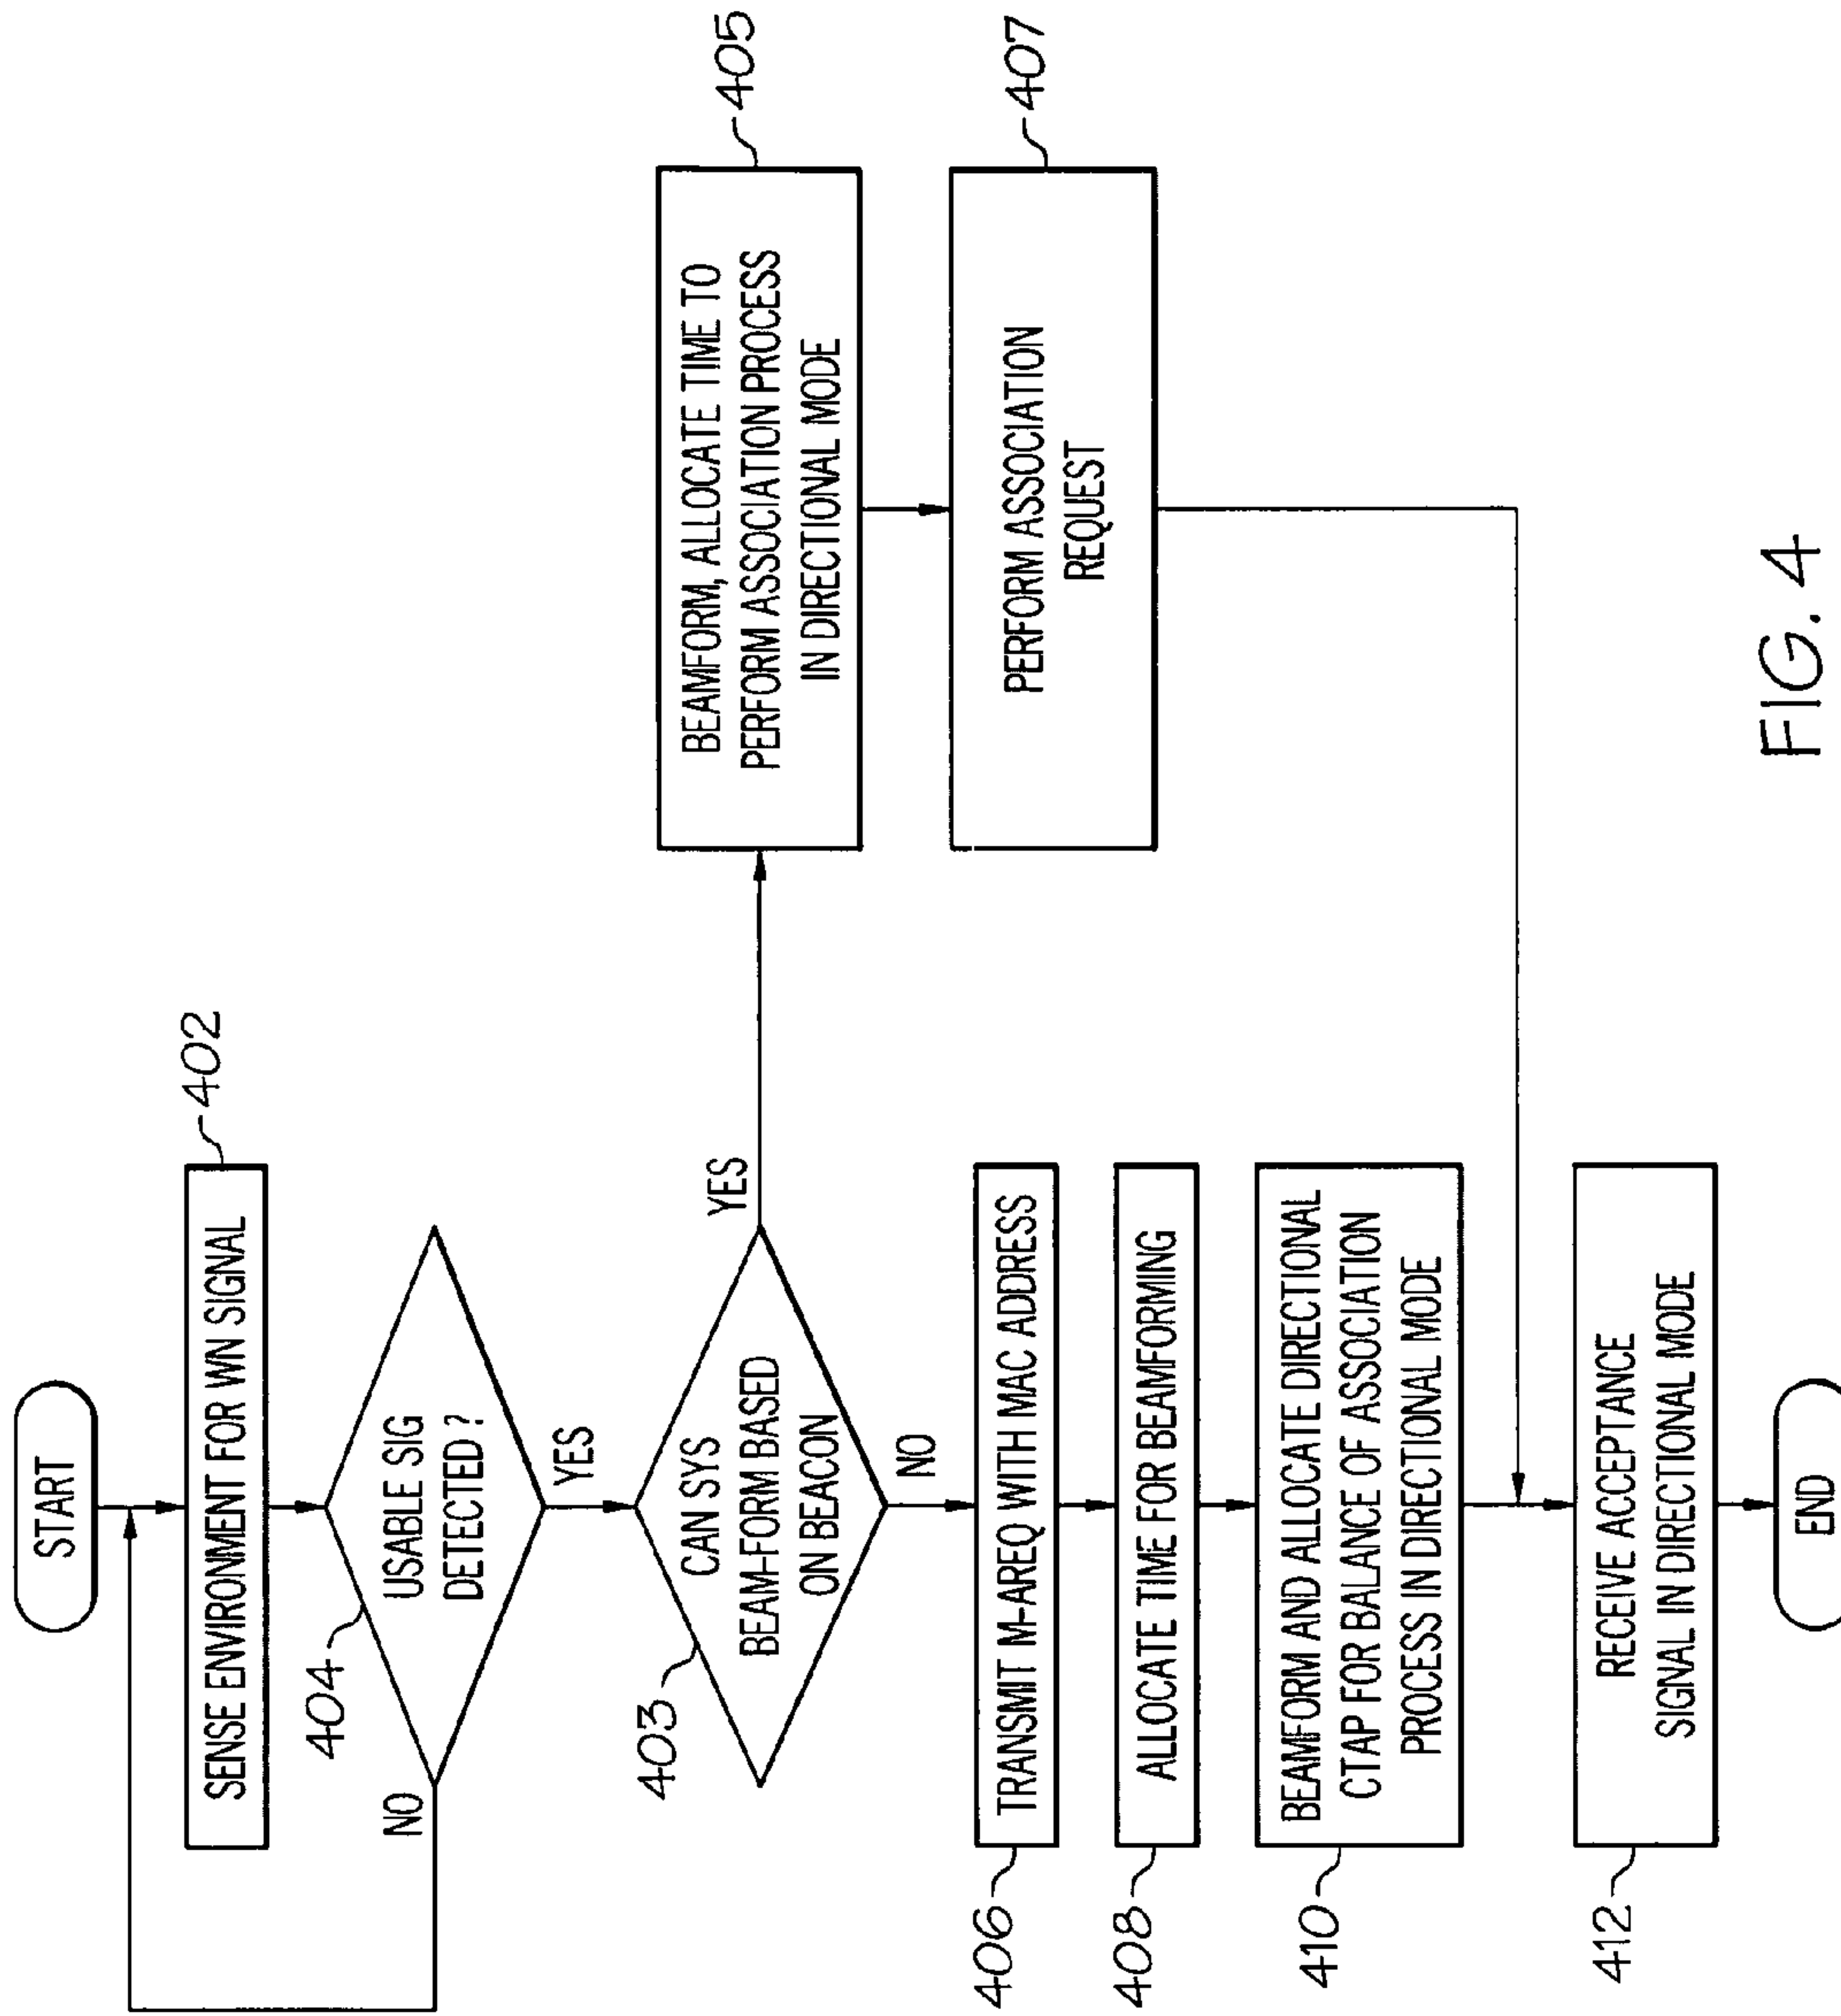 START
SENSE ENVIRONMENT FOR WN SIGNAL
402
404
USABLE SIG
DETECTED ?
NO
YES
403
CAN SYS
BEAM-FORM BASED
ON BEACON
YES
NO
BEAMFORM, ALLOCATE TIME TO
PERFORM ASSOCIATION PROCESS
IN DIRECTIONAL MODE
405
PERFORM ASSOCIATION
REQUEST
407
TRANSMIT M-AREQ WITH MAC ADDRESS
406
ALLOCATE TIME FOR BEAMFORMING
408
BEAMFORM AND ALLOCATE DIRECTIONAL
CTAP FOR BALANCE OF ASSOCIATION
PROCESS IN DIRECTIONAL MODE
410
RECEIVE ACCEPTANCE
SIGNAL IN DIRECTIONAL MODE
412
END
FIG. 4